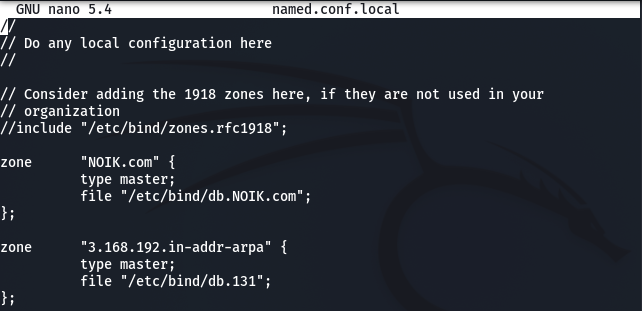 GNU nano 5.4 named.conf.local
//
// Do any local configuration here
//
// Consider adding the 1918 zones here, if they are not used in your
// organization
//include "/etc/bind/zones.rfc1918";
zone "NOIK.com" {
type master;
file "/etc/bind/db.NOIK.com";
};
zone "3.168.192.in-addr-arpa" {
type master;
file "/etc/bind/db.131";
};